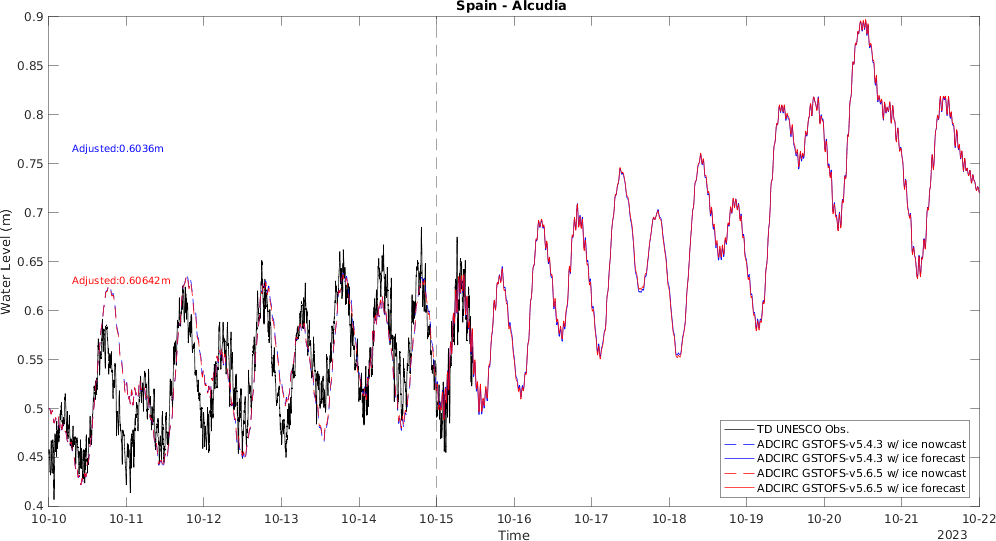 Spain - Alcudia
0.9
0.85
0.8
0.75
0.7
0.65
0.6
0.55
0.5
0.45
0.4
Water Level (m)
Adjusted:0.6036m
Adjusted:0.60642m
TD UNESCO Obs.
ADCIRC GSTOFS-v5.4.3 w/ ice nowcast
ADCIRC GSTOFS-v5.4.3 w/ ice forecast
ADCIRC GSTOFS-v5.6.5 w/ ice nowcast
ADCIRC GSTOFS-v5.6.5 w/ ice forecast
10-10 10-11 10-12 10-13 10-14 10-15 10-16 10-17 10-18 10-19 10-20 10-21 10-22
Time
2023